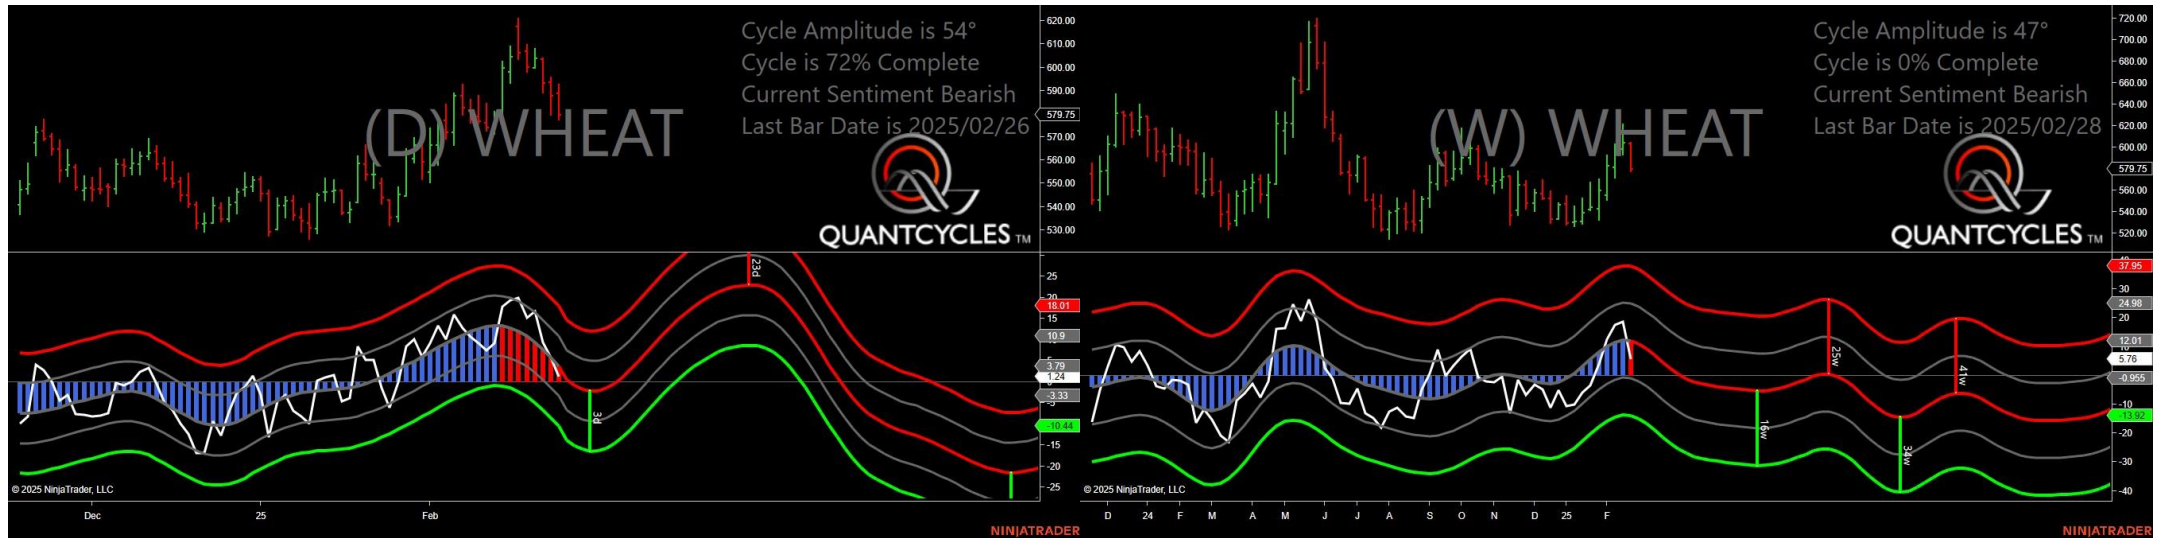 Cycle Amplitude is 54°
Cycle is 72% Complete
Current Sentiment Bearish
Last Bar Date is 2025/02/26
(D) WHEAT
QUANTCYCLES TM
620.00
610.00
600.00
590.00
579.75
570.00
560.00
550.00
540.00
530.00
23d
3d
25
20
18.01
15
10.9
5
3.79
1.24
-3.33
-5
-10.44
-15
-20
-25
© 2025 NinjaTrader, LLC
Dec
25
Feb
NINJATRADER
Cycle Amplitude is 47°
Cycle is 0% Complete
Current Sentiment Bearish
Last Bar Date is 2025/02/28
(W) WHEAT
QUANTCYCLES TM
720.00
700.00
680.00
660.00
640.00
620.00
600.00
579.75
560.00
540.00
520.00
25w
41w
16w
34w
37.95
30
24.98
20
12.01
5.76
-0.955
-10
-13.92
-20
-30
-40
© 2025 NinjaTrader, LLC
D 24 F M A M J J A S O N D 25 F
NINJATRADER